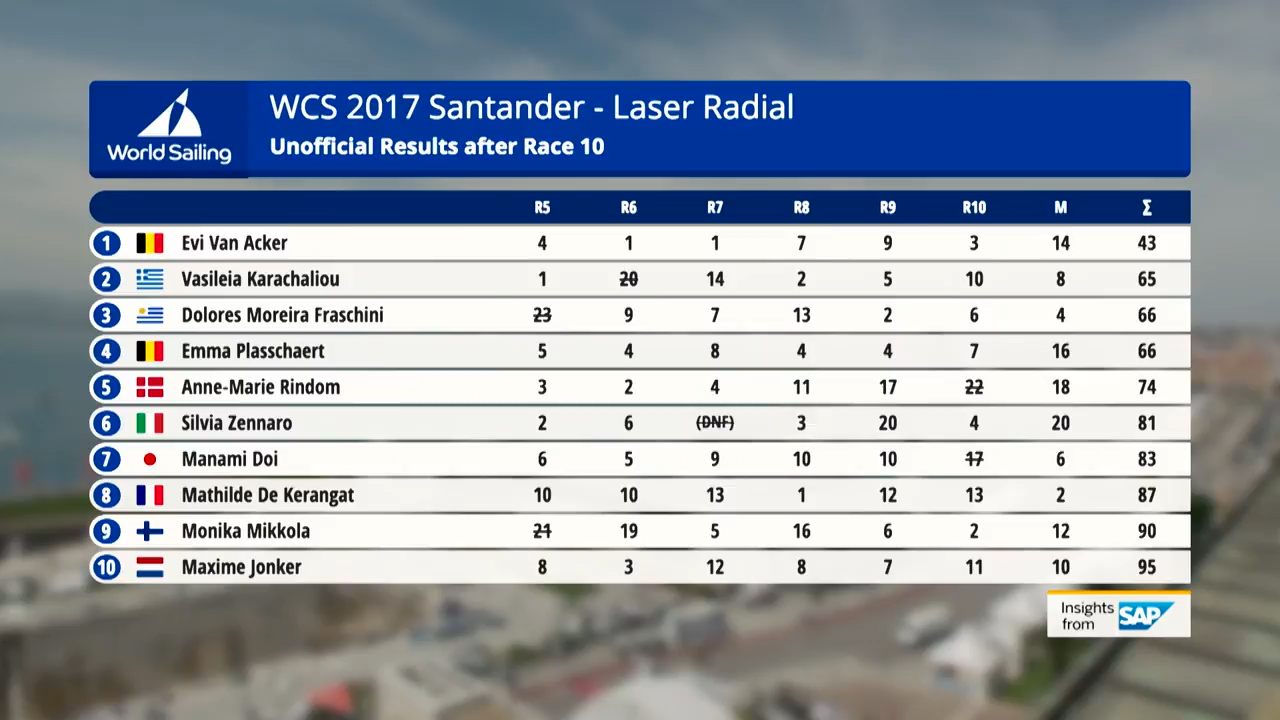 WCS 2017 Santander - Laser Radial
World Sailing
Unofficial Results after Race 10
R5 R6 R7 R8 R9 R10 M Σ
1 Evi Van Acker 4 1 1 7 9 3 14 43
2 Vasileia Karachaliou 1 20 14 2 5 10 8 65
3 Dolores Moreira Fraschini 23 9 7 13 2 6 4 66
4 Emma Plasschaert 5 4 8 4 4 7 16 66
5 Anne-Marie Rindom 3 2 4 11 17 22 18 74
6 Silvia Zennaro 2 6 (DNF) 3 20 4 20 81
7 Manami Doi 6 5 9 10 10 17 6 83
8 Mathilde De Kerangat 10 10 13 1 12 13 2 87
9 Monika Mikkola 21 19 5 16 6 2 12 90
10 Maxime Jonker 8 3 12 8 7 11 10 95
Insights
from SAP